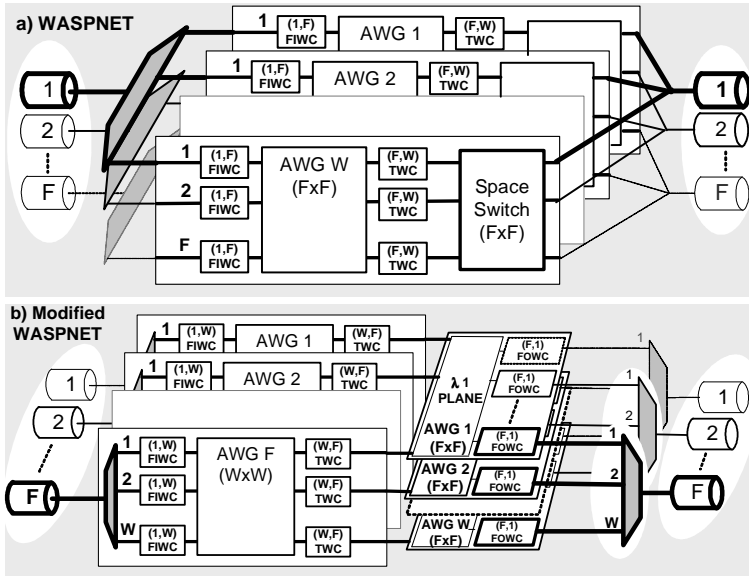 a) WASPNET
1
2
F
1
(1,F)
FIWC
AWG 1
(F,W)
TWC
1
(1,F)
FIWC
AWG 2
(F,W)
TWC
1
(1,F)
FIWC
2
(1,F)
FIWC
F
(1,F)
FIWC
AWG W
(FxF)
(F,W)
TWC
(F,W)
TWC
(F,W)
TWC
Space
Switch
(FxF)
1
2
F
b) Modified
WASPNET
1
2
F
1
(1,W)
FIWC
AWG 1
(W,F)
TWC
1
(1,W)
FIWC
AWG 2
(W,F)
TWC
1
(1,W)
FIWC
2
(1,W)
FIWC
W
(1,W)
FIWC
AWG F
(WxW)
(W,F)
TWC
(W,F)
TWC
(W,F)
TWC
λ 1
PLANE
AWG 1
(FxF)
(F,1)
FOWC
(F,1)
FOWC
(F,1)
FOWC
AWG 2
(FxF)
(F,1)
FOWC
AWG W
(FxF)
(F,1)
FOWC
1
1
2
1
2
W
1
2
F